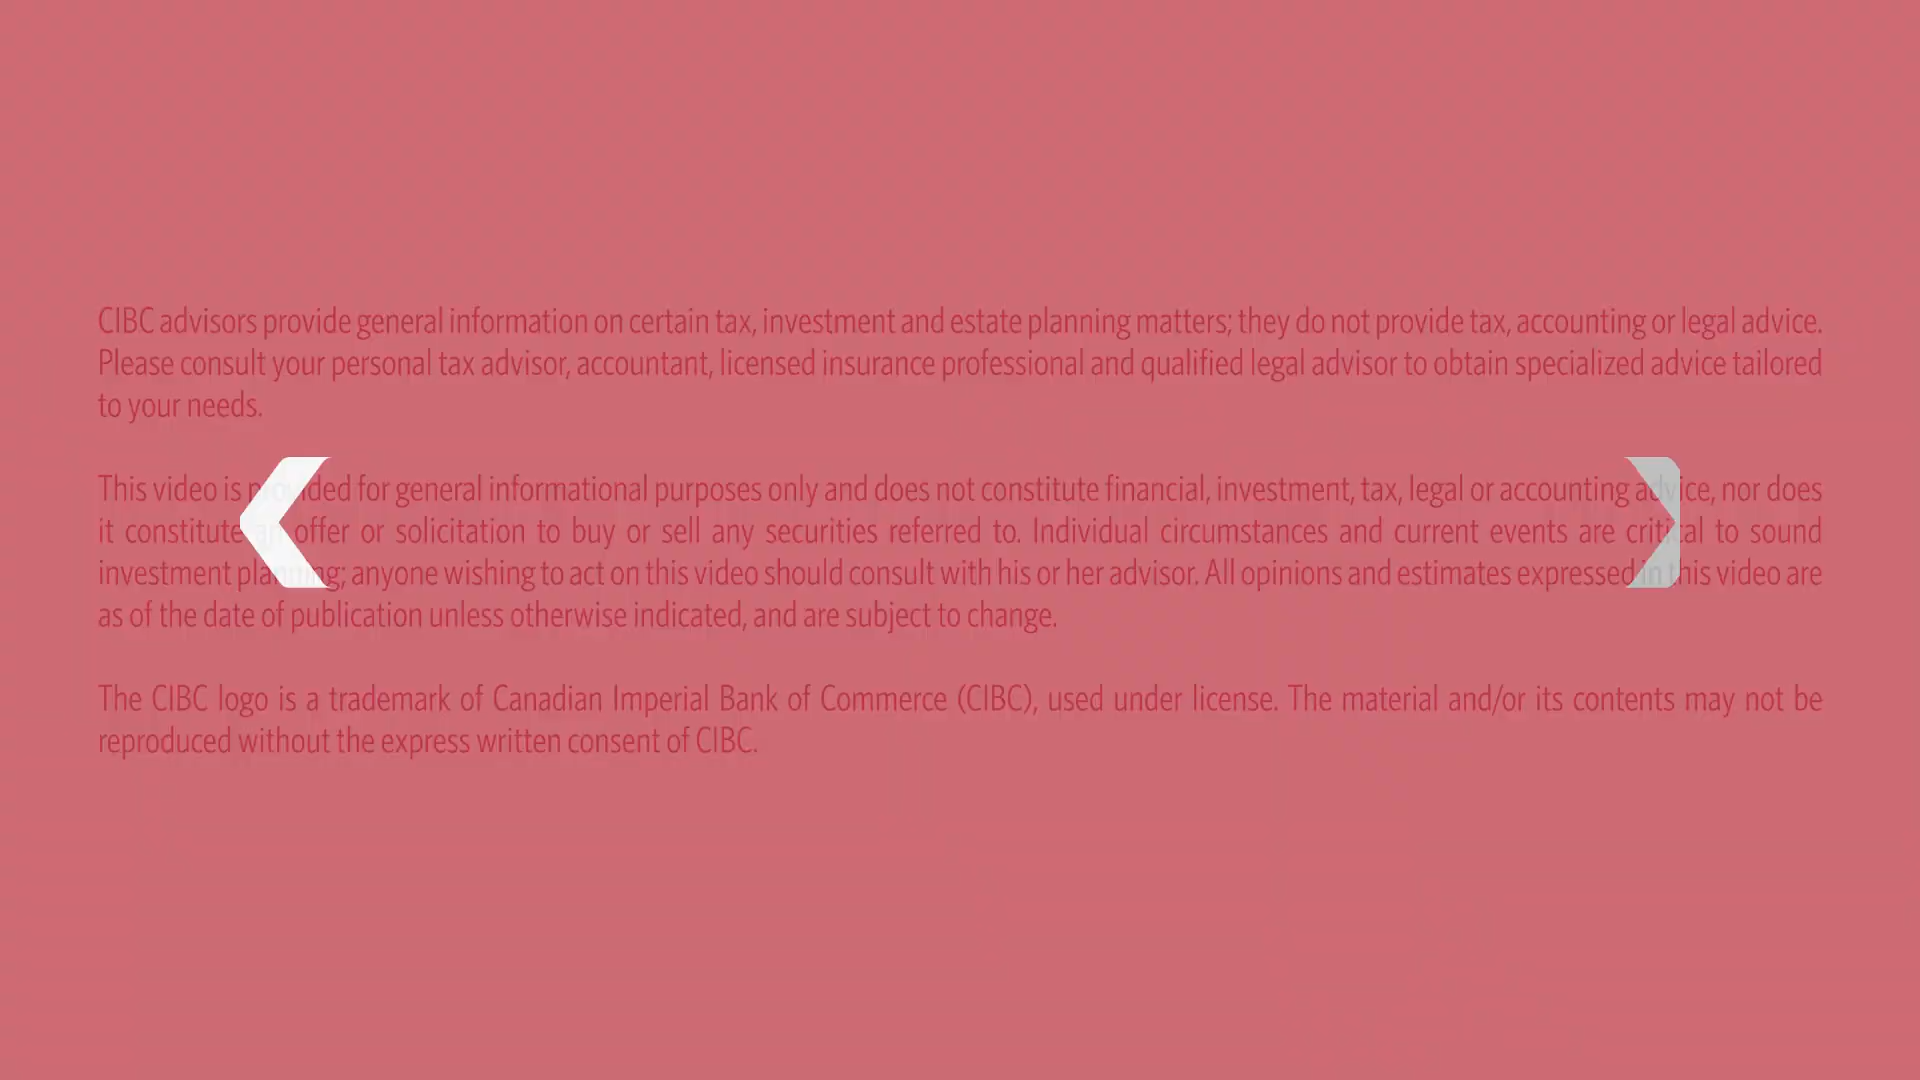 CIBC advisors provide general information on certain tax, investment and estate planning matters; they do not provide tax, accounting or legal advice.
Please consult your personal tax advisor, accountant, licensed insurance professional and qualified legal advisor to obtain specialized advice tailored
to your needs.
This video is provided for general informational purposes only and does not constitute financial, investment, tax, legal or accounting advice, nor does
it constitute an offer or solicitation to buy or sell any securities referred to. Individual circumstances and current events are critical to sound
investment planning; anyone wishing to act on this video should consult with his or her advisor. All opinions and estimates expressed in this video are
as of the date of publication unless otherwise indicated, and are subject to change.
The CIBC logo is a trademark of Canadian Imperial Bank of Commerce (CIBC), used under license. The material and/or its contents may not be
reproduced without the express written consent of CIBC.